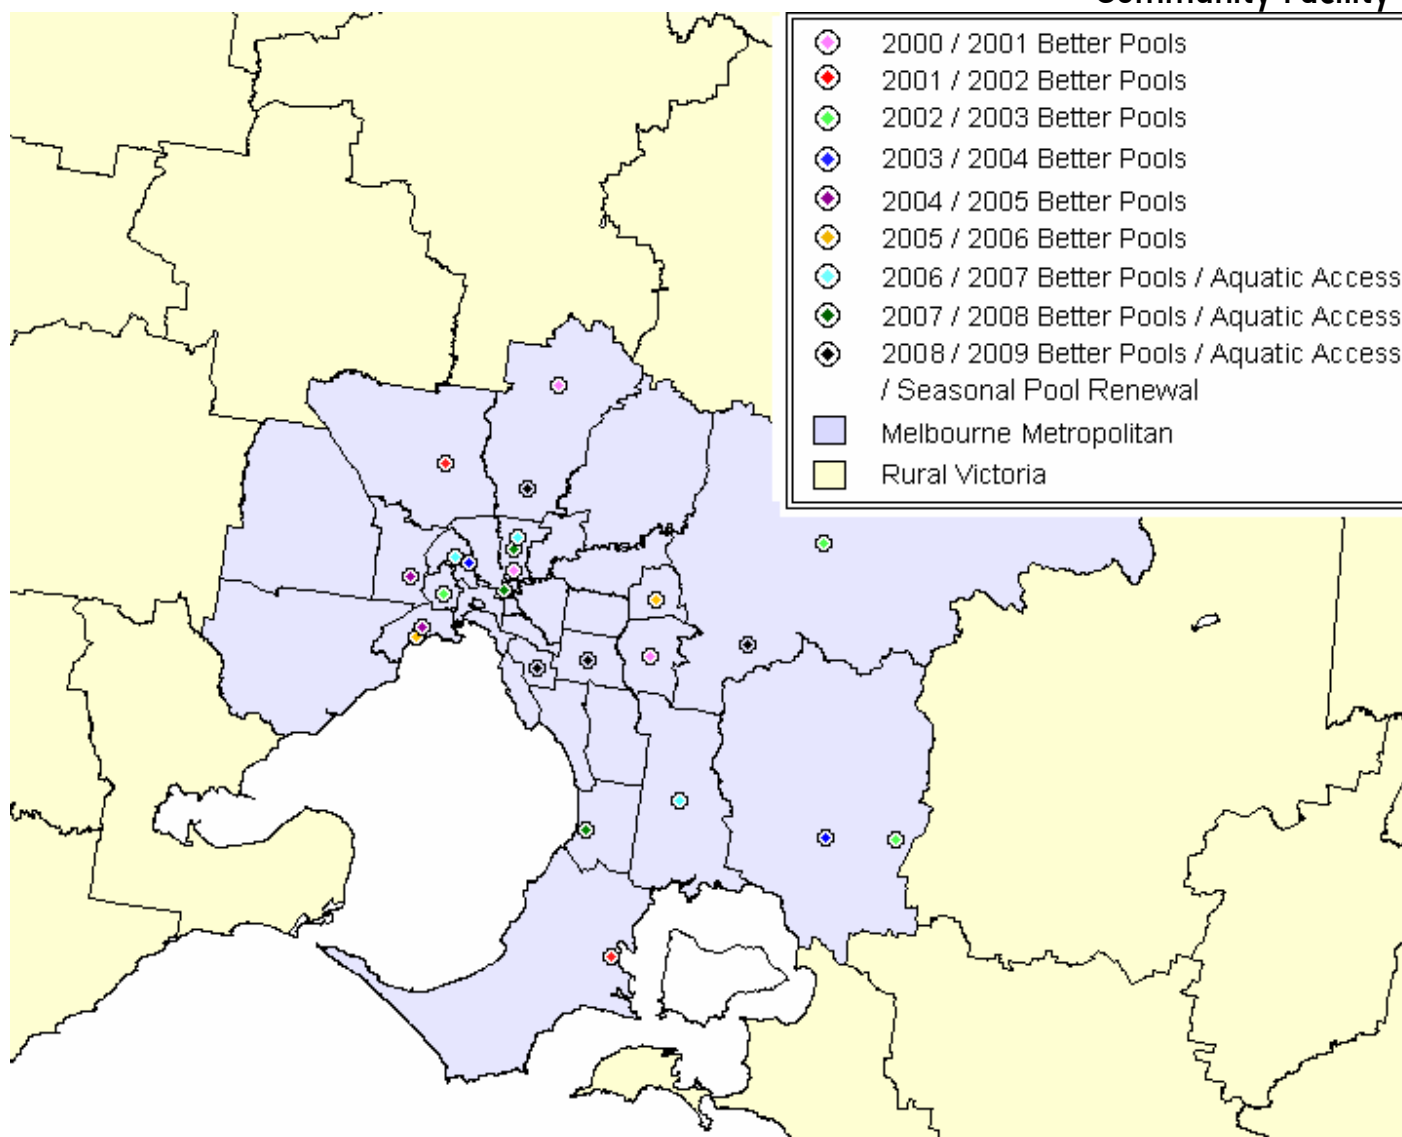 Community Facility
2000 / 2001 Better Pools
2001 / 2002 Better Pools
2002 / 2003 Better Pools
2003 / 2004 Better Pools
2004 / 2005 Better Pools
2005 / 2006 Better Pools
2006 / 2007 Better Pools / Aquatic Access
2007 / 2008 Better Pools / Aquatic Access
2008 / 2009 Better Pools / Aquatic Access
/ Seasonal Pool Renewal
Melbourne Metropolitan
Rural Victoria